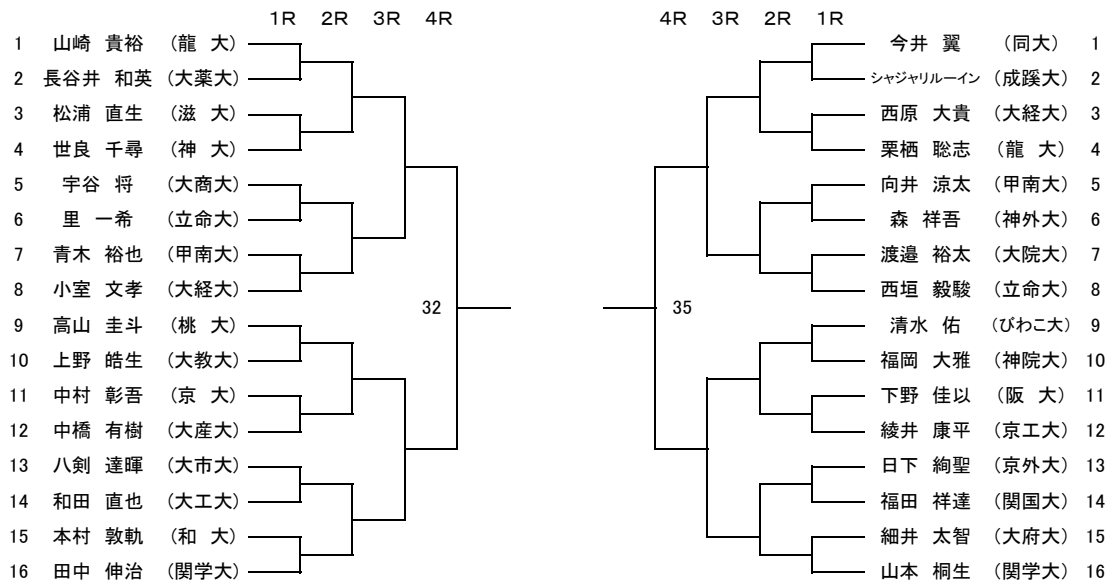 1R 2R 3R 4R 4R 3R 2R 1R
1 山崎 貴裕 (龍 大) 今井 翼 (同大) 1
2 長谷井 和英 (大薬大) シャジャリルーイン (成蹊大) 2
3 松浦 直生 (滋 大) 西原 大貴 (大経大) 3
4 世良 千尋 (神 大) 栗栖 聡志 (龍 大) 4
5 宇谷 将 (大商大) 向井 涼太 (甲南大) 5
6 里 一希 (立命大) 森 祥吾 (神外大) 6
7 青木 裕也 (甲南大) 渡邉 裕太 (大院大) 7
8 小室 文孝 (大経大) 西垣 毅駿 (立命大) 8
32 35
9 高山 圭斗 (桃 大) 清水 佑 (びわこ大) 9
10 上野 皓生 (大教大) 福岡 大雅 (神院大) 10
11 中村 彰吾 (京 大) 下野 佳以 (阪 大) 11
12 中橋 有樹 (大産大) 綾井 康平 (京工大) 12
13 八剣 達暉 (大市大) 日下 絢聖 (京外大) 13
14 和田 直也 (大工大) 福田 祥達 (関国大) 14
15 本村 敦軌 (和 大) 細井 太智 (大府大) 15
16 田中 伸治 (関学大) 山本 桐生 (関学大) 16